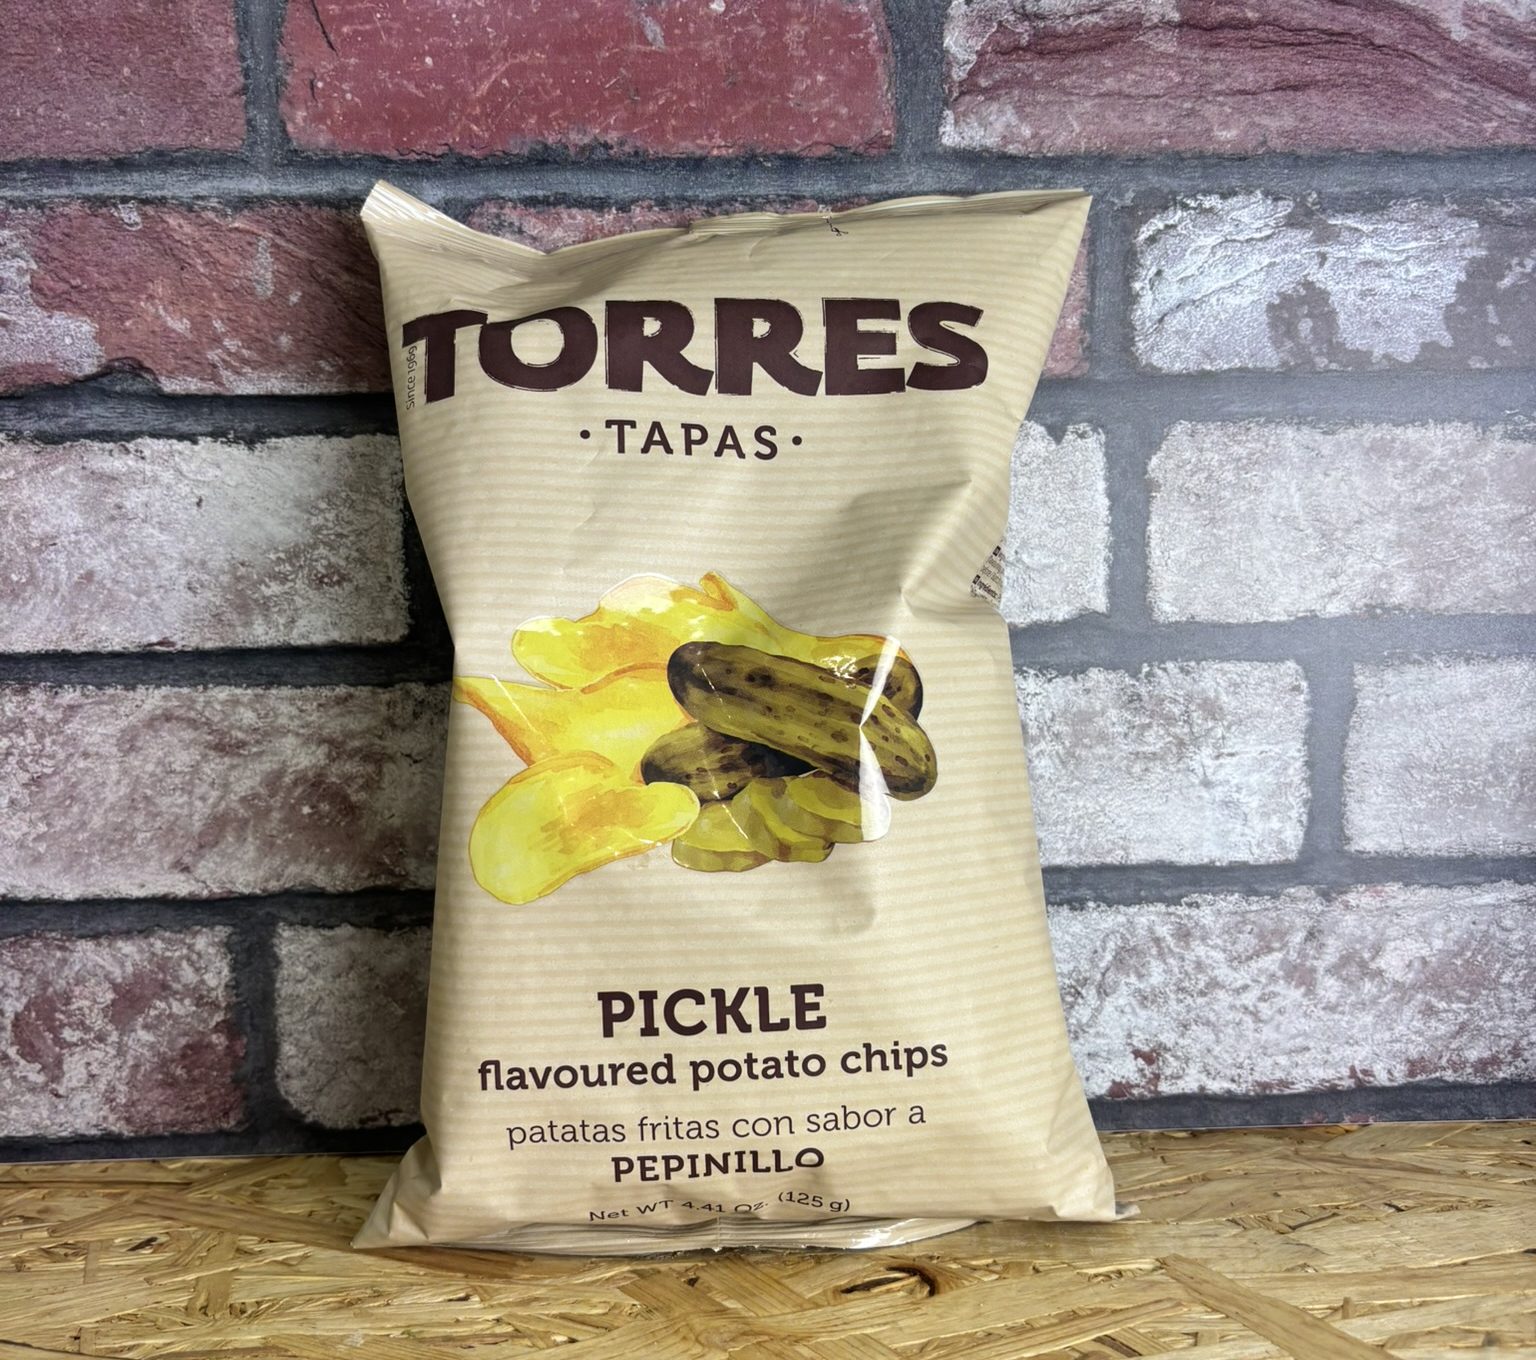 TORRES
Since 1969
• TAPAS •
PICKLE
flavoured potato chips
patatas fritas con sabor a
PEPINILLO
Net WT 4.41 Oz. (125 g)